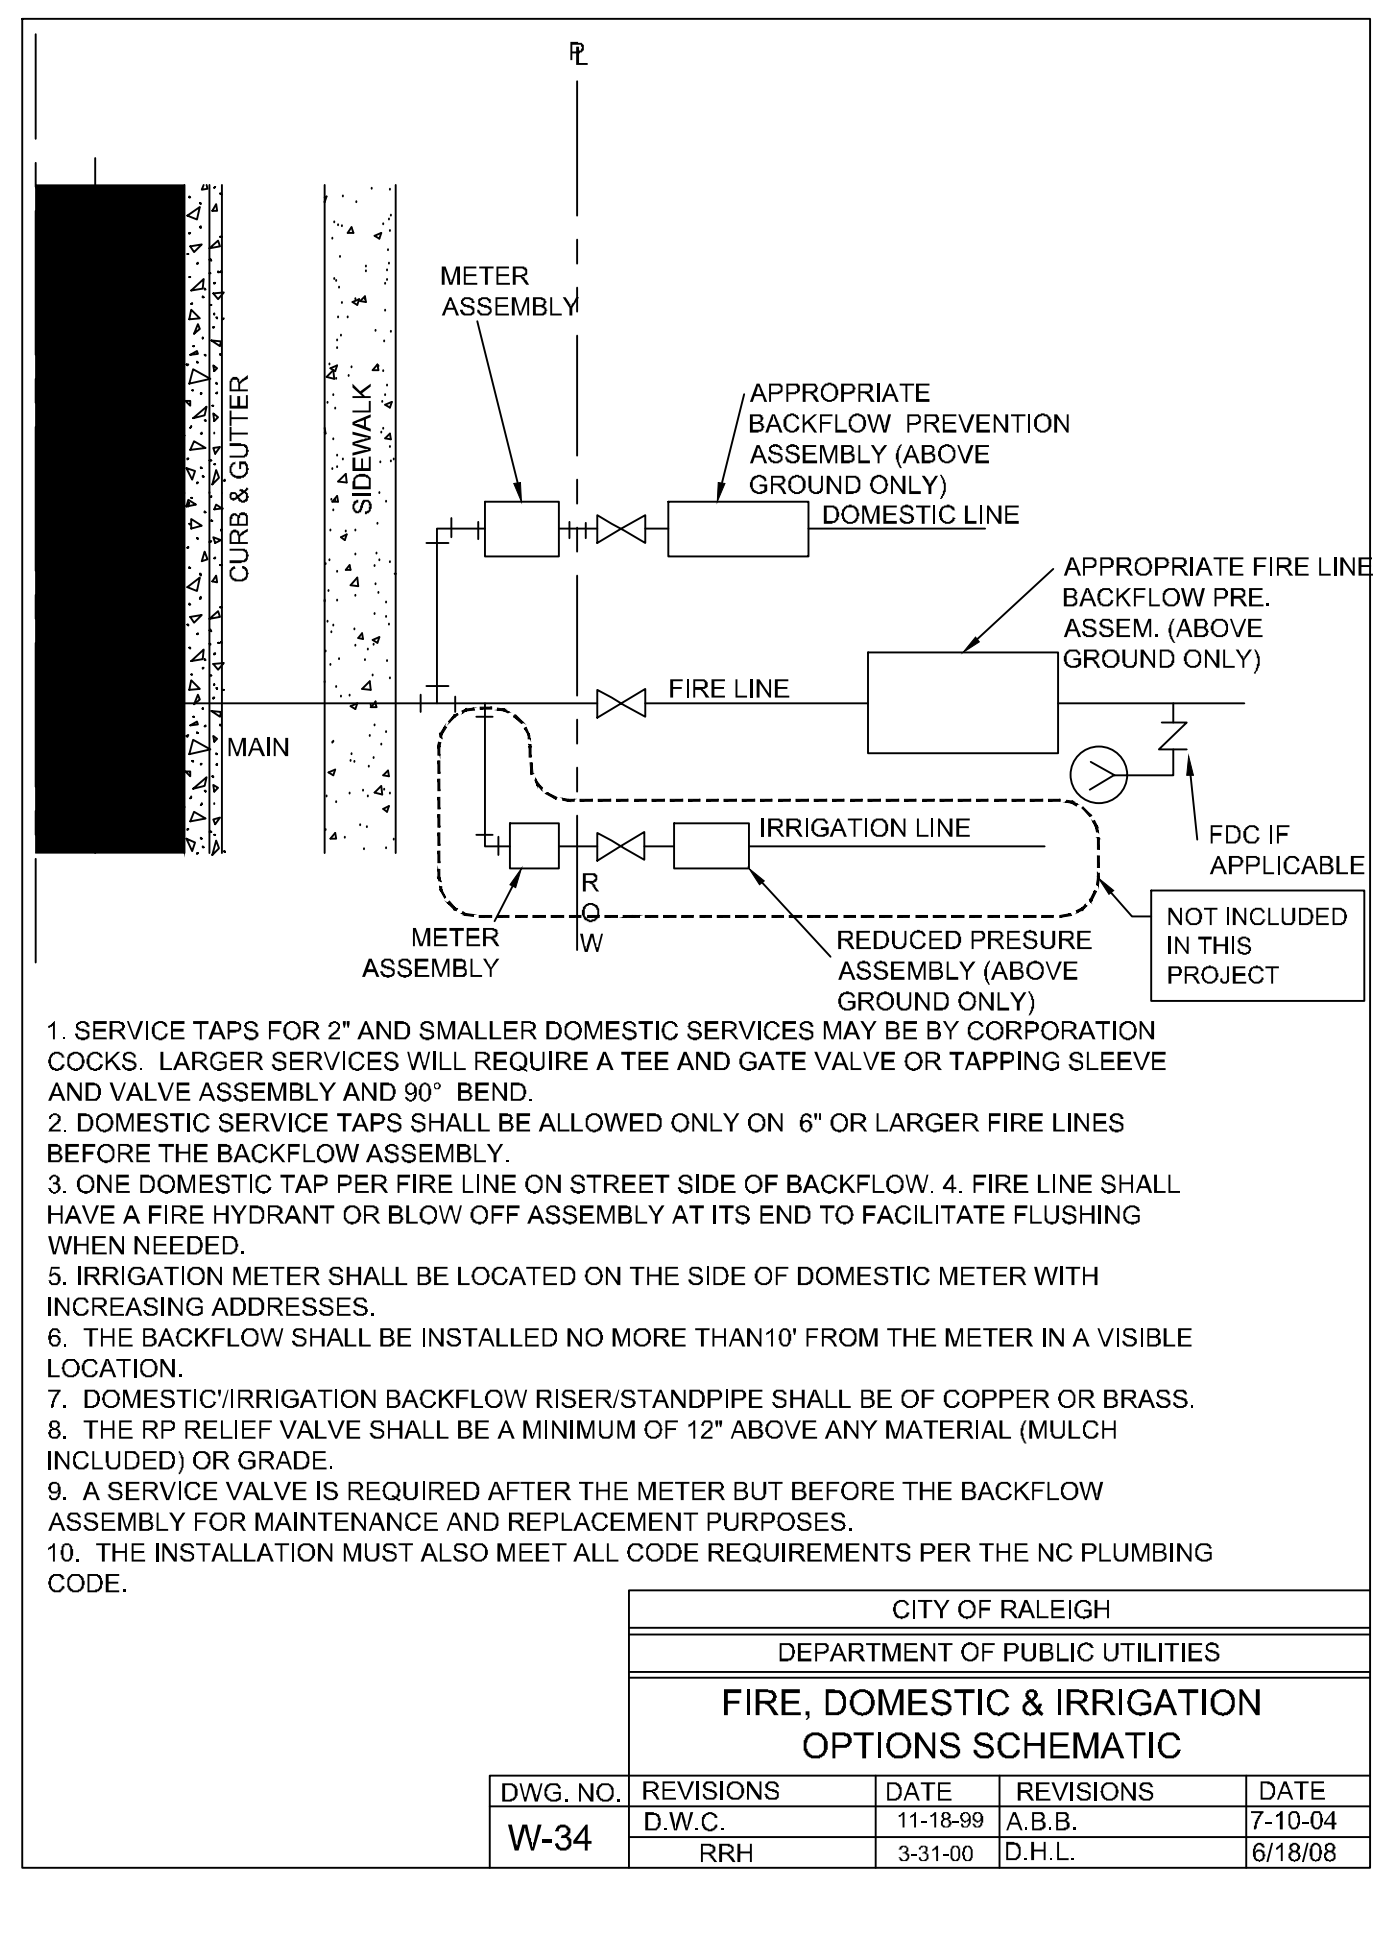 PL
METER
ASSEMBLY
CURB & GUTTER
SIDEWALK
APPROPRIATE
BACKFLOW PREVENTION
ASSEMBLY (ABOVE
GROUND ONLY)
DOMESTIC LINE
APPROPRIATE FIRE LINE
BACKFLOW PRE.
ASSEM. (ABOVE
GROUND ONLY)
FIRE LINE
MAIN
IRRIGATION LINE
FDC IF
APPLICABLE
ROW
METER
ASSEMBLY
REDUCED PRESURE
ASSEMBLY (ABOVE
GROUND ONLY)
NOT INCLUDED
IN THIS
PROJECT
1. SERVICE TAPS FOR 2" AND SMALLER DOMESTIC SERVICES MAY BE BY CORPORATION
COCKS. LARGER SERVICES WILL REQUIRE A TEE AND GATE VALVE OR TAPPING SLEEVE
AND VALVE ASSEMBLY AND 90° BEND.
2. DOMESTIC SERVICE TAPS SHALL BE ALLOWED ONLY ON 6" OR LARGER FIRE LINES
BEFORE THE BACKFLOW ASSEMBLY.
3. ONE DOMESTIC TAP PER FIRE LINE ON STREET SIDE OF BACKFLOW. 4. FIRE LINE SHALL
HAVE A FIRE HYDRANT OR BLOW OFF ASSEMBLY AT ITS END TO FACILITATE FLUSHING
WHEN NEEDED.
5. IRRIGATION METER SHALL BE LOCATED ON THE SIDE OF DOMESTIC METER WITH
INCREASING ADDRESSES.
6. THE BACKFLOW SHALL BE INSTALLED NO MORE THAN10' FROM THE METER IN A VISIBLE
LOCATION.
7. DOMESTIC'/IRRIGATION BACKFLOW RISER/STANDPIPE SHALL BE OF COPPER OR BRASS.
8. THE RP RELIEF VALVE SHALL BE A MINIMUM OF 12" ABOVE ANY MATERIAL (MULCH
INCLUDED) OR GRADE.
9. A SERVICE VALVE IS REQUIRED AFTER THE METER BUT BEFORE THE BACKFLOW
ASSEMBLY FOR MAINTENANCE AND REPLACEMENT PURPOSES.
10. THE INSTALLATION MUST ALSO MEET ALL CODE REQUIREMENTS PER THE NC PLUMBING
CODE.
CITY OF RALEIGH
DEPARTMENT OF PUBLIC UTILITIES
FIRE, DOMESTIC & IRRIGATION
OPTIONS SCHEMATIC
DWG. NO. REVISIONS DATE REVISIONS DATE
W-34
D.W.C. 11-18-99 A.B.B. 7-10-04
RRH 3-31-00 D.H.L. 6/18/08